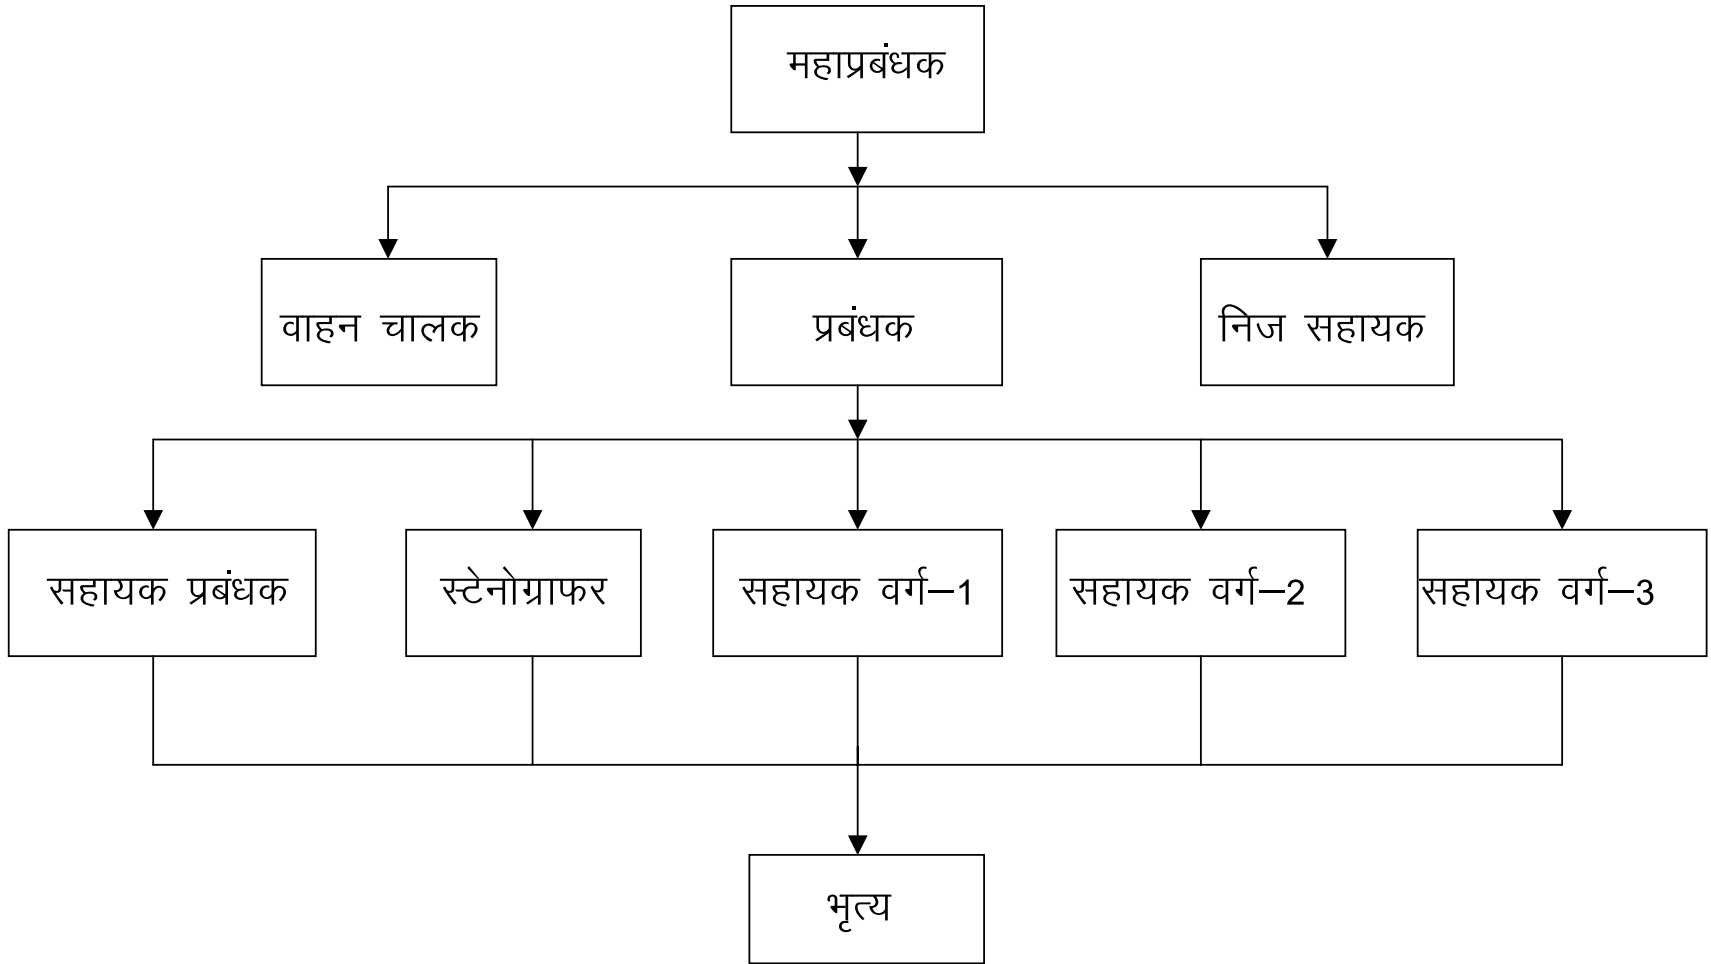 महाप्रबंधक
वाहन चालक
प्रबंधक
निज सहायक
सहायक प्रबंधक
स्टेनोग्राफर
सहायक वर्ग–1
सहायक वर्ग–2
सहायक वर्ग–3
भृत्य